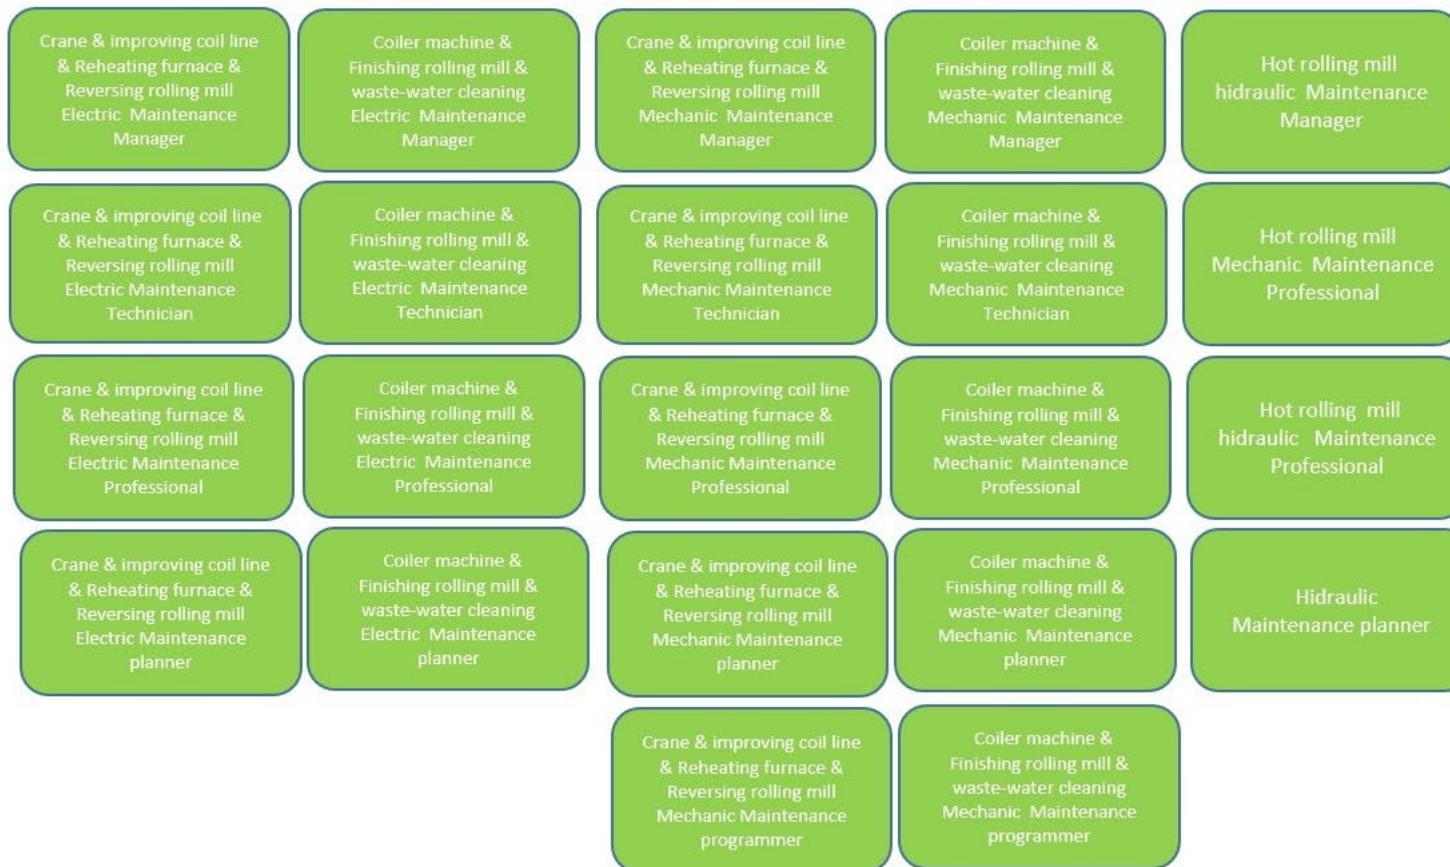 Crane & improving coil line
& Reheating furnace &
Reversing rolling mill
Electric Maintenance
Manager
Coiler machine &
Finishing rolling mill &
waste-water cleaning
Electric Maintenance
Manager
Crane & improving coil line
& Reheating furnace &
Reversing rolling mill
Mechanic Maintenance
Manager
Coiler machine &
Finishing rolling mill &
waste-water cleaning
Mechanic Maintenance
Manager
Hot rolling mill
hidraulic Maintenance
Manager
Crane & improving coil line
& Reheating furnace &
Reversing rolling mill
Electric Maintenance
Technician
Coiler machine &
Finishing rolling mill &
waste-water cleaning
Electric Maintenance
Technician
Crane & improving coil line
& Reheating furnace &
Reversing rolling mill
Mechanic Maintenance
Technician
Coiler machine &
Finishing rolling mill &
waste-water cleaning
Mechanic Maintenance
Technician
Hot rolling mill
Mechanic Maintenance
Professional
Crane & improving coil line
& Reheating furnace &
Reversing rolling mill
Electric Maintenance
Professional
Coiler machine &
Finishing rolling mill &
waste-water cleaning
Electric Maintenance
Professional
Crane & improving coil line
& Reheating furnace &
Reversing rolling mill
Mechanic Maintenance
Professional
Coiler machine &
Finishing rolling mill &
waste-water cleaning
Mechanic Maintenance
Professional
Hot rolling mill
hidraulic Maintenance
Professional
Crane & improving coil line
& Reheating furnace &
Reversing rolling mill
Electric Maintenance
planner
Coiler machine &
Finishing rolling mill &
waste-water cleaning
Electric Maintenance
planner
Crane & improving coil line
& Reheating furnace &
Reversing rolling mill
Mechanic Maintenance
planner
Coiler machine &
Finishing rolling mill &
waste-water cleaning
Mechanic Maintenance
planner
Hidraulic
Maintenance planner
Crane & improving coil line
& Reheating furnace &
Reversing rolling mill
Mechanic Maintenance
programmer
Coiler machine &
Finishing rolling mill &
waste-water cleaning
Mechanic Maintenance
programmer